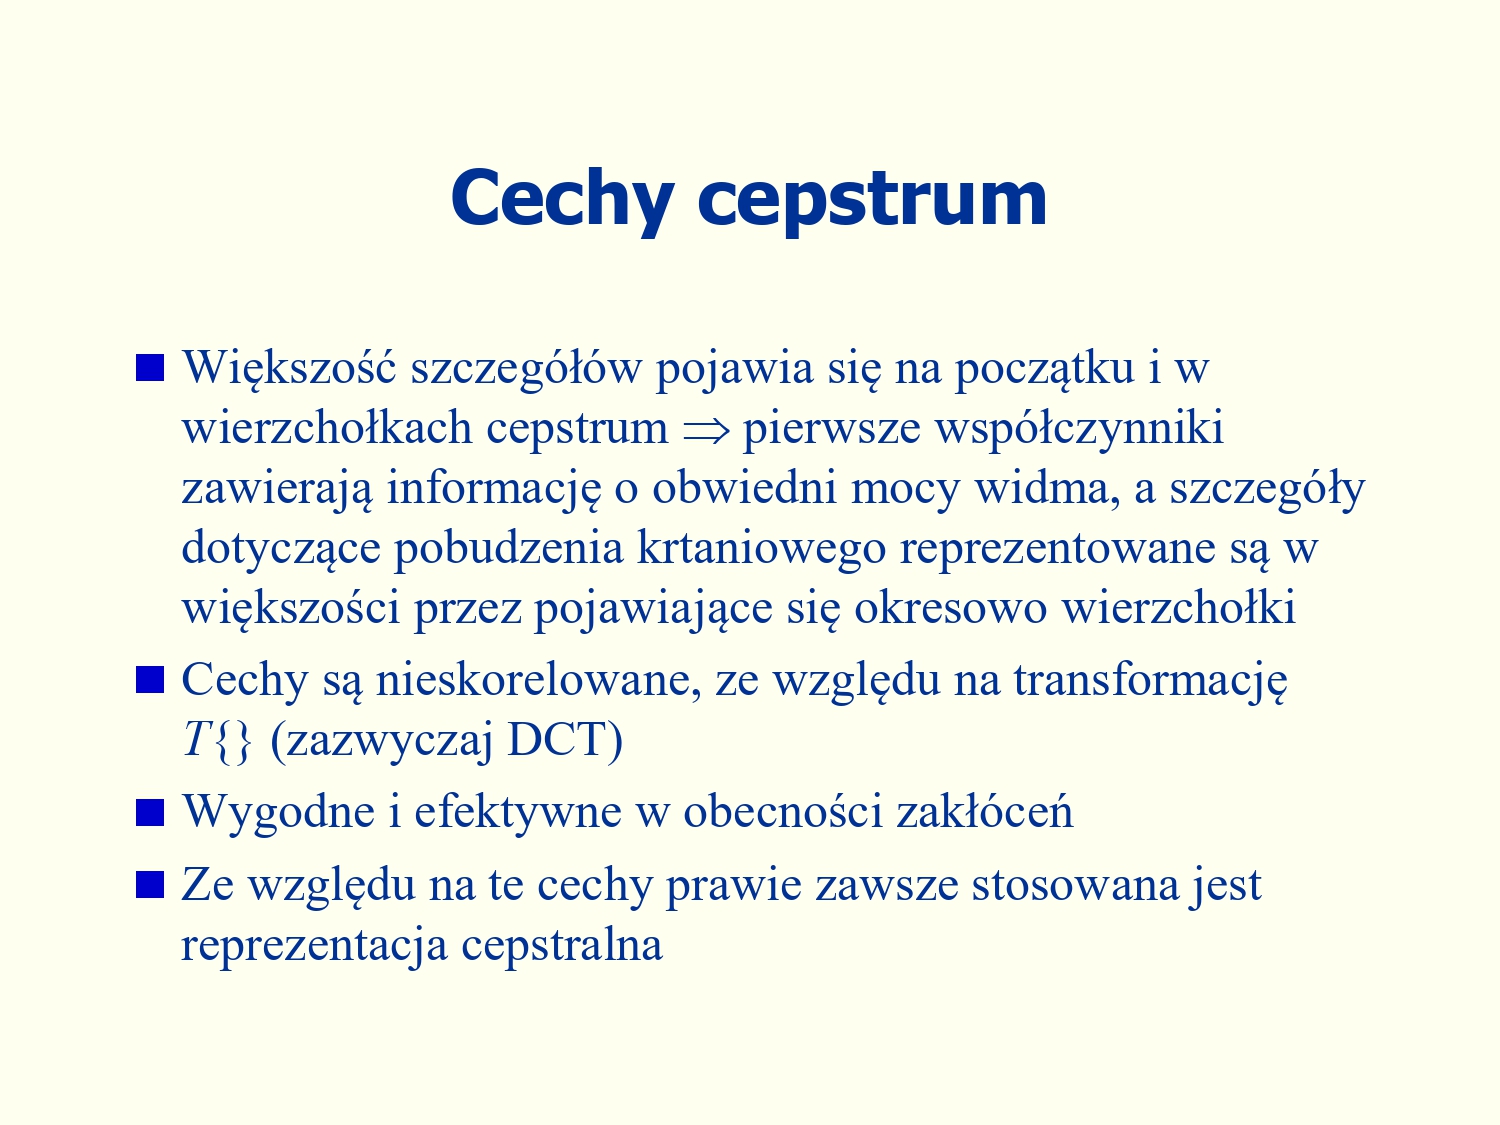 Cechy cepstrum
Większość szczegółów pojawia się na początku i w
wierzchołkach cepstrum ⇒ pierwsze współczynniki
zawierają informację o obwiedni mocy widma, a szczegóły
dotyczące pobudzenia krtaniowego reprezentowane są w
większości przez pojawiające się okresowo wierzchołki
Cechy są nieskorelowane, ze względu na transformację
T{} (zazwyczaj DCT)
Wygodne i efektywne w obecności zakłóceń
Ze względu na te cechy prawie zawsze stosowana jest
reprezentacja cepstralna